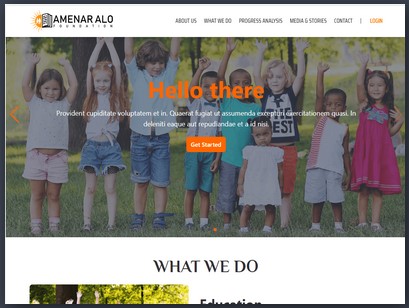 AMENAR ALO
FOUNDATION
ABOUT US WHAT WE DO PROGRESS ANALYSIS MEDIA & STORIES CONTACT | LOGIN
Hello there
Provident cupiditate voluptatem et in. Quaerat fugiat ut assumenda excepturi exercitationem quasi. In
deleniti eaque aut repudiandae et a id nisi.
Get Started
WHAT WE DO
Education